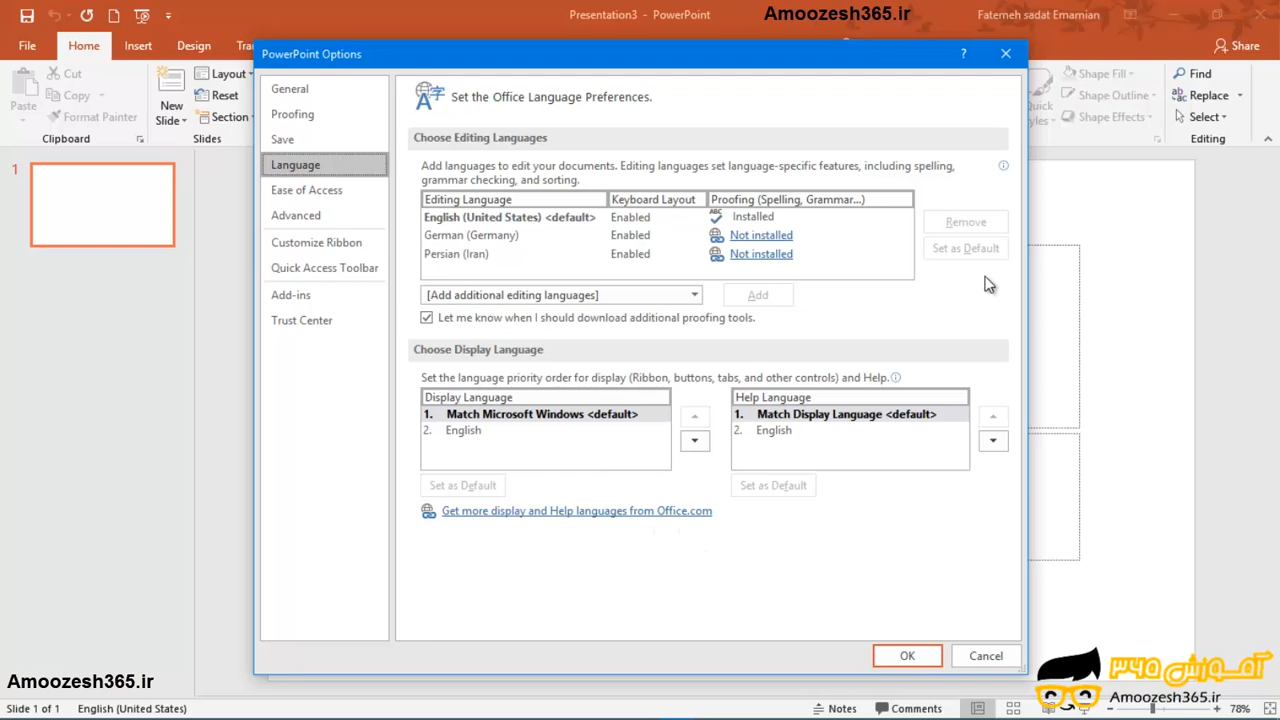 Presentation3 - PowerPoint
Amoozesh365.ir
Fatemeh sadat Emamian
File
Home
Insert
Design
Share
Paste
Cut
Copy
Format Painter
Clipboard
New
Slide
Layout
Reset
Section
Slides
Quick
Shape Fill
Shape Outline
Shape Effects
Find
Replace
Select
Editing
1
PowerPoint Options
?
General
Proofing
Save
Language
Ease of Access
Advanced
Customize Ribbon
Quick Access Toolbar
Add-ins
Trust Center
Set the Office Language Preferences.
Choose Editing Languages
Add languages to edit your documents. Editing languages set language-specific features, including spelling,
grammar checking, and sorting.
Editing Language Keyboard Layout Proofing (Spelling, Grammar...)
English (United States) <default> Enabled Installed
German (Germany) Enabled Not installed
Persian (Iran) Enabled Not installed
Remove
Set as Default
[Add additional editing languages] Add
Let me know when I should download additional proofing tools.
Choose Display Language
Set the language priority order for display (Ribbon, buttons, tabs, and other controls) and Help.
Display Language
1. Match Microsoft Windows <default>
2. English
Set as Default
Help Language
1. Match Display Language <default>
2. English
Set as Default
Get more display and Help languages from Office.com
OK Cancel
آموزش ۳۶۵
Amoozesh365.ir
Amoozesh365.ir
Slide 1 of 1 English (United States) Notes Comments 78%